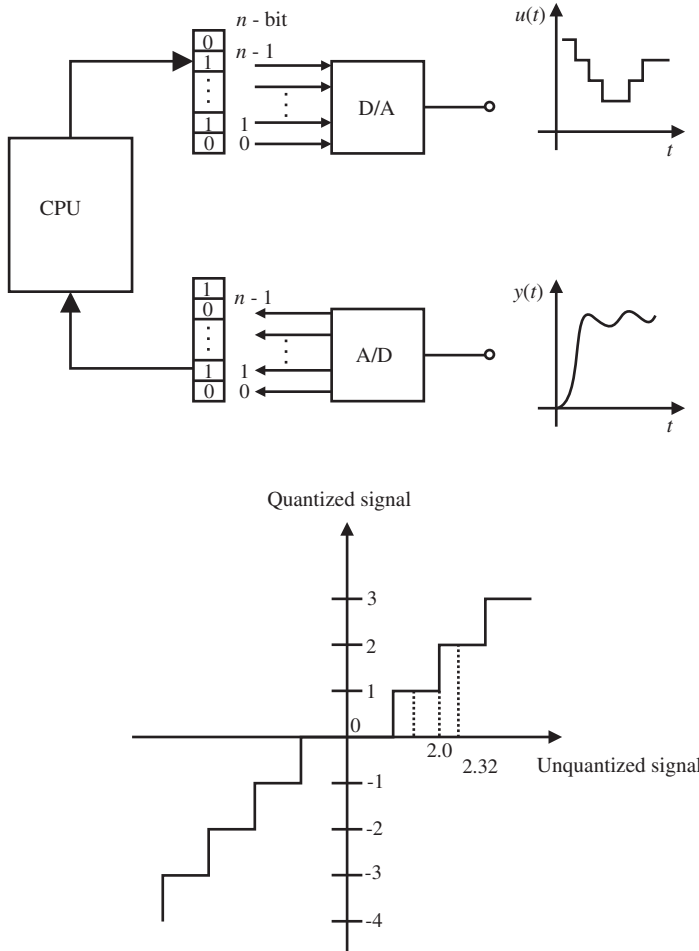 n - bit
0
n - 1
1
1
1
0
0
D/A
u(t)
t
CPU
1
n - 1
0
1
1
0
0
A/D
y(t)
t
Quantized signal
3
2
1
0
2.0
2.32
Unquantized signal
-1
-2
-3
-4